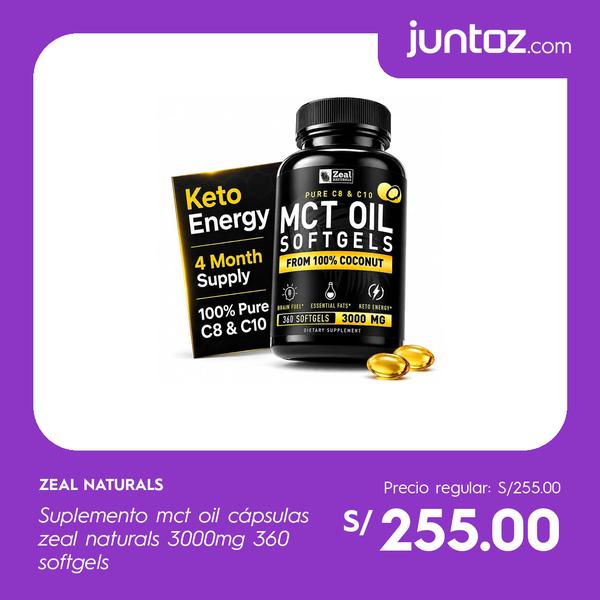 juntoz.com
Keto
Energy
4 Month
Supply
100% Pure
C8 & C10
Zeal
NATURALS
PURE C8 & C10
MCT OIL
SOFTGELS
FROM 100% COCONUT
BRAIN FUEL* ESSENTIAL FATS* KETO ENERGY*
360 SOFTGELS 3000 MG
DIETARY SUPPLEMENT
ZEAL NATURALS
Suplemento mct oil cápsulas
zeal naturals 3000mg 360
softgels
Precio regular: S/255.00
S/ 255.00